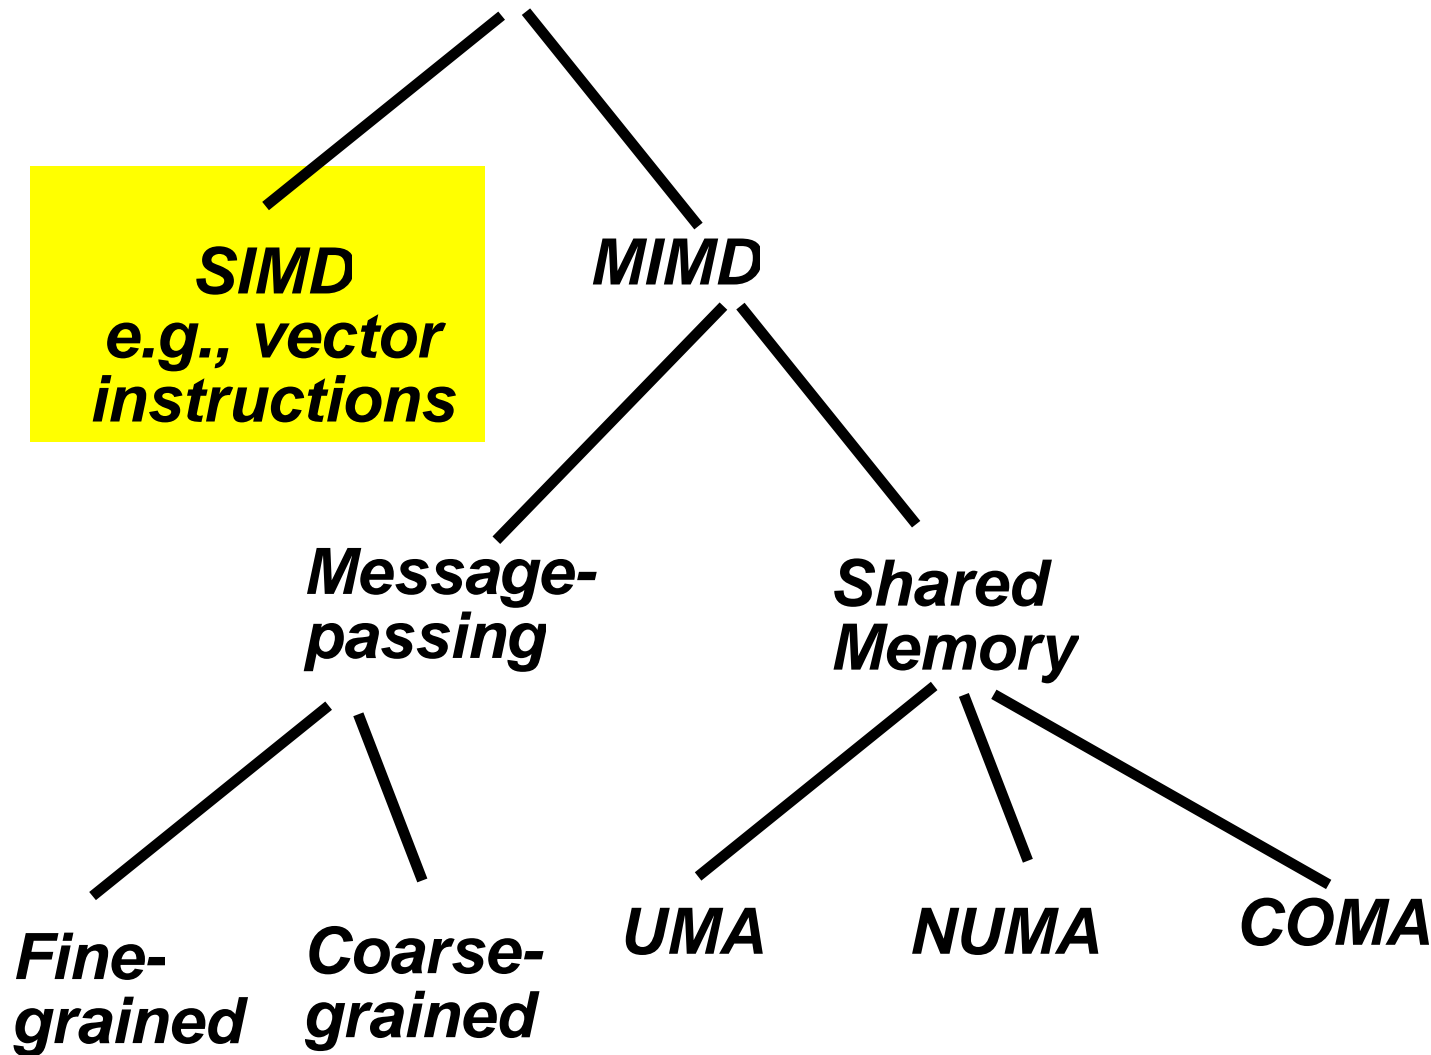 SIMD
e.g., vector
instructions
MIMD
Message-
passing
Shared
Memory
Fine-
grained
Coarse-
grained
UMA
NUMA
COMA